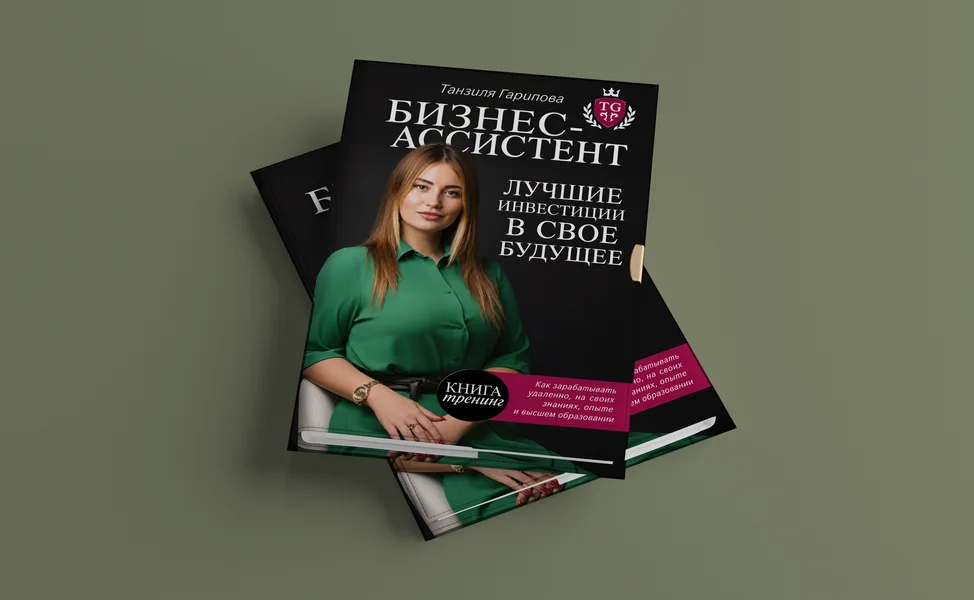 Танзиля Гарипова
TG
БИЗНЕС-
АССИСТЕНТ
ЛУЧШИЕ
ИНВЕСТИЦИИ
В СВОЕ
БУДУЩЕЕ
КНИГА
тренинг
Как зарабатывать
удаленно, на своих
знаниях, опыте
и высшем образовании